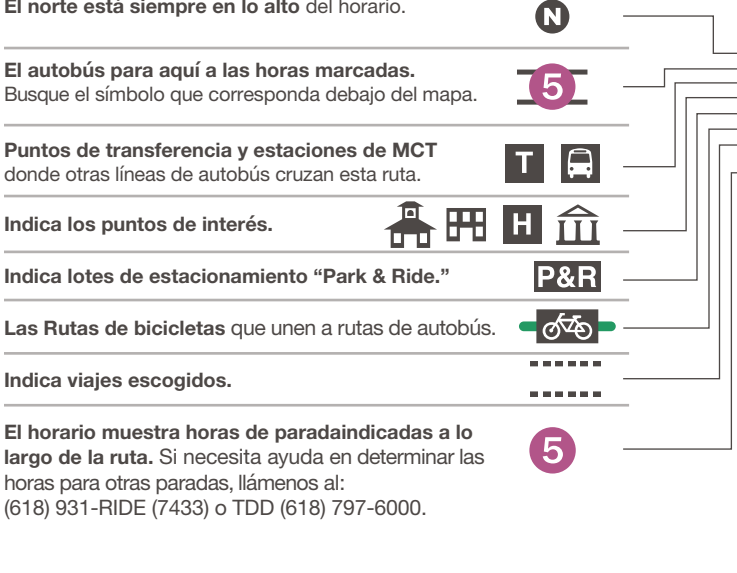 El norte está siempre en lo alto del horario.
N
El autobús para aquí a las horas marcadas.
Busque el símbolo que corresponda debajo del mapa.
5
Puntos de transferencia y estaciones de MCT
donde otras líneas de autobús cruzan esta ruta.
T
Indica los puntos de interés.
H
Indica lotes de estacionamiento “Park & Ride.”
P&R
Las Rutas de bicicletas que unen a rutas de autobús.
Indica viajes escogidos.
El horario muestra horas de paradaindicadas a lo
largo de la ruta. Si necesita ayuda en determinar las
horas para otras paradas, llámenos al:
(618) 931-RIDE (7433) o TDD (618) 797-6000.
5